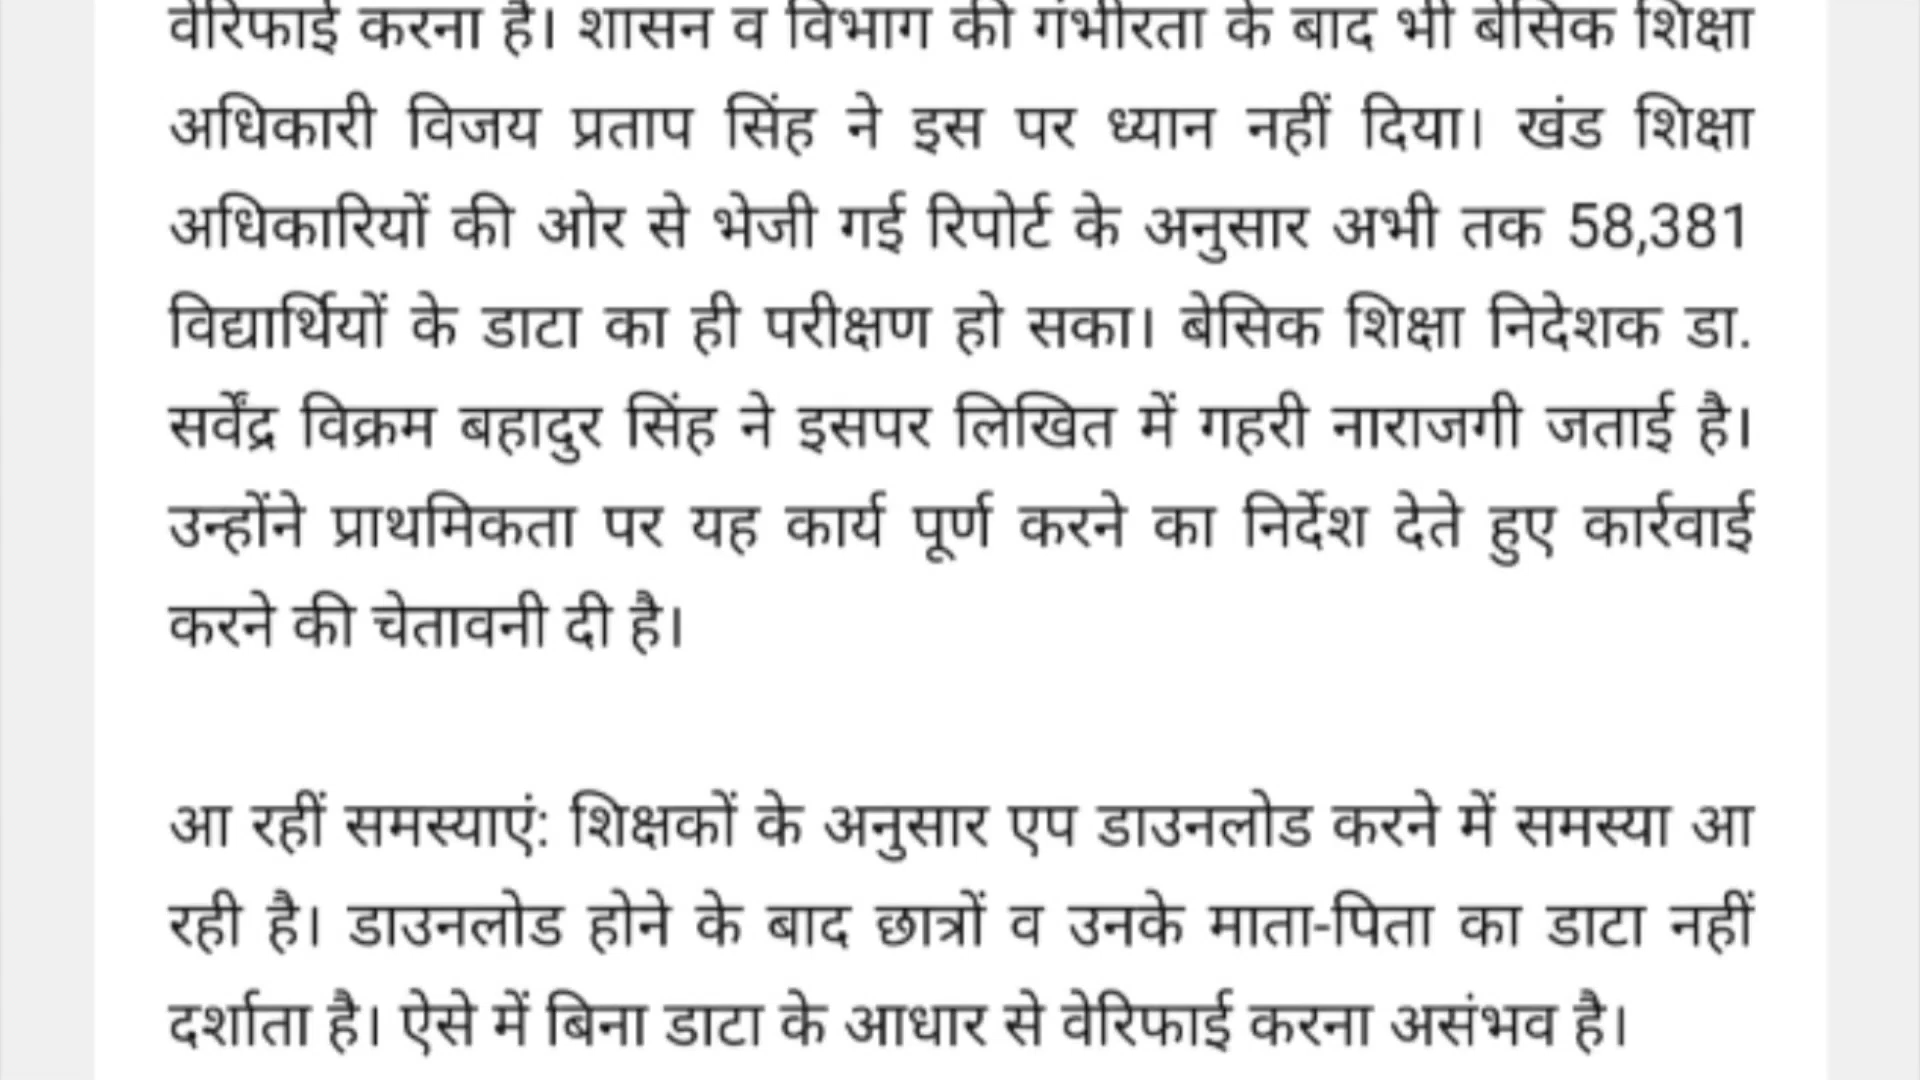 वेरिफाई करना है। शासन व विभाग की गंभीरता के बाद भी बेसिक शिक्षा
अधिकारी विजय प्रताप सिंह ने इस पर ध्यान नहीं दिया। खंड शिक्षा
अधिकारियों की ओर से भेजी गई रिपोर्ट के अनुसार अभी तक 58,381
विद्यार्थियों के डाटा का ही परीक्षण हो सका। बेसिक शिक्षा निदेशक डा.
सर्वेंद्र विक्रम बहादुर सिंह ने इसपर लिखित में गहरी नाराजगी जताई है।
उन्होंने प्राथमिकता पर यह कार्य पूर्ण करने का निर्देश देते हुए कार्रवाई
करने की चेतावनी दी है।
आ रहीं समस्याएं: शिक्षकों के अनुसार एप डाउनलोड करने में समस्या आ
रही है। डाउनलोड होने के बाद छात्रों व उनके माता-पिता का डाटा नहीं
दर्शाता है। ऐसे में बिना डाटा के आधार से वेरिफाई करना असंभव है।